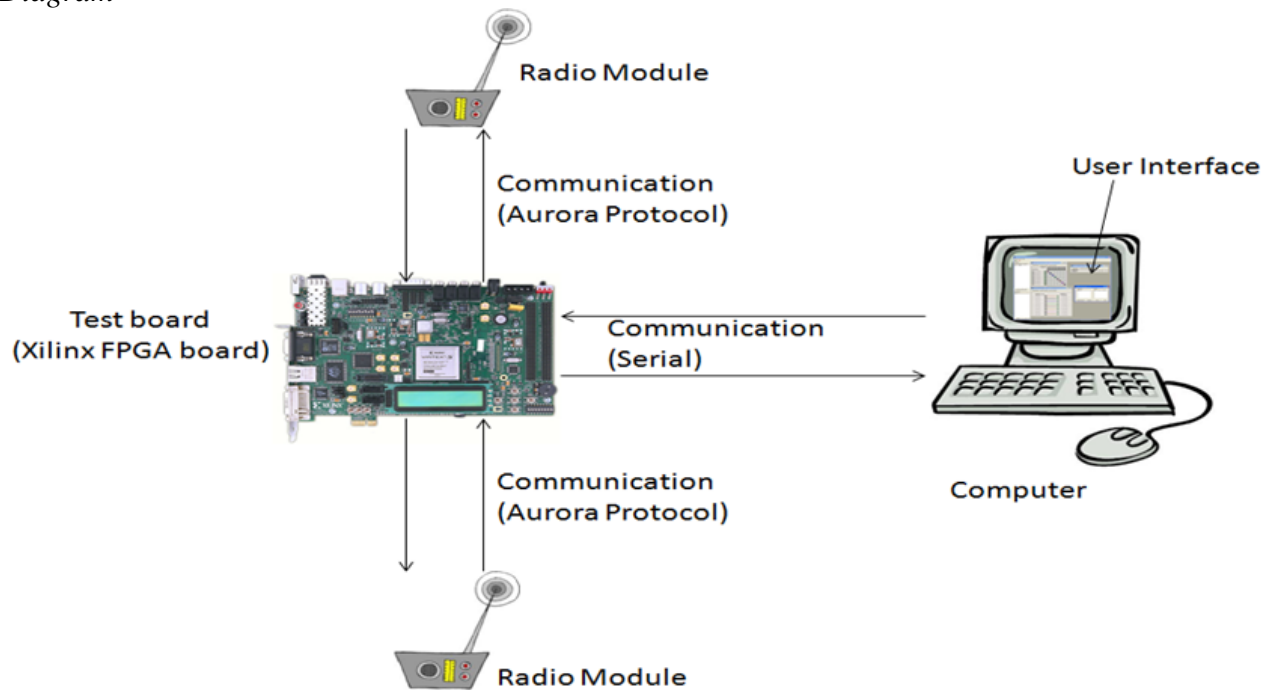 Diagram
Radio Module
Communication
(Aurora Protocol)
User Interface
Test board
(Xilinx FPGA board)
Communication
(Serial)
Communication
(Aurora Protocol)
Computer
Radio Module